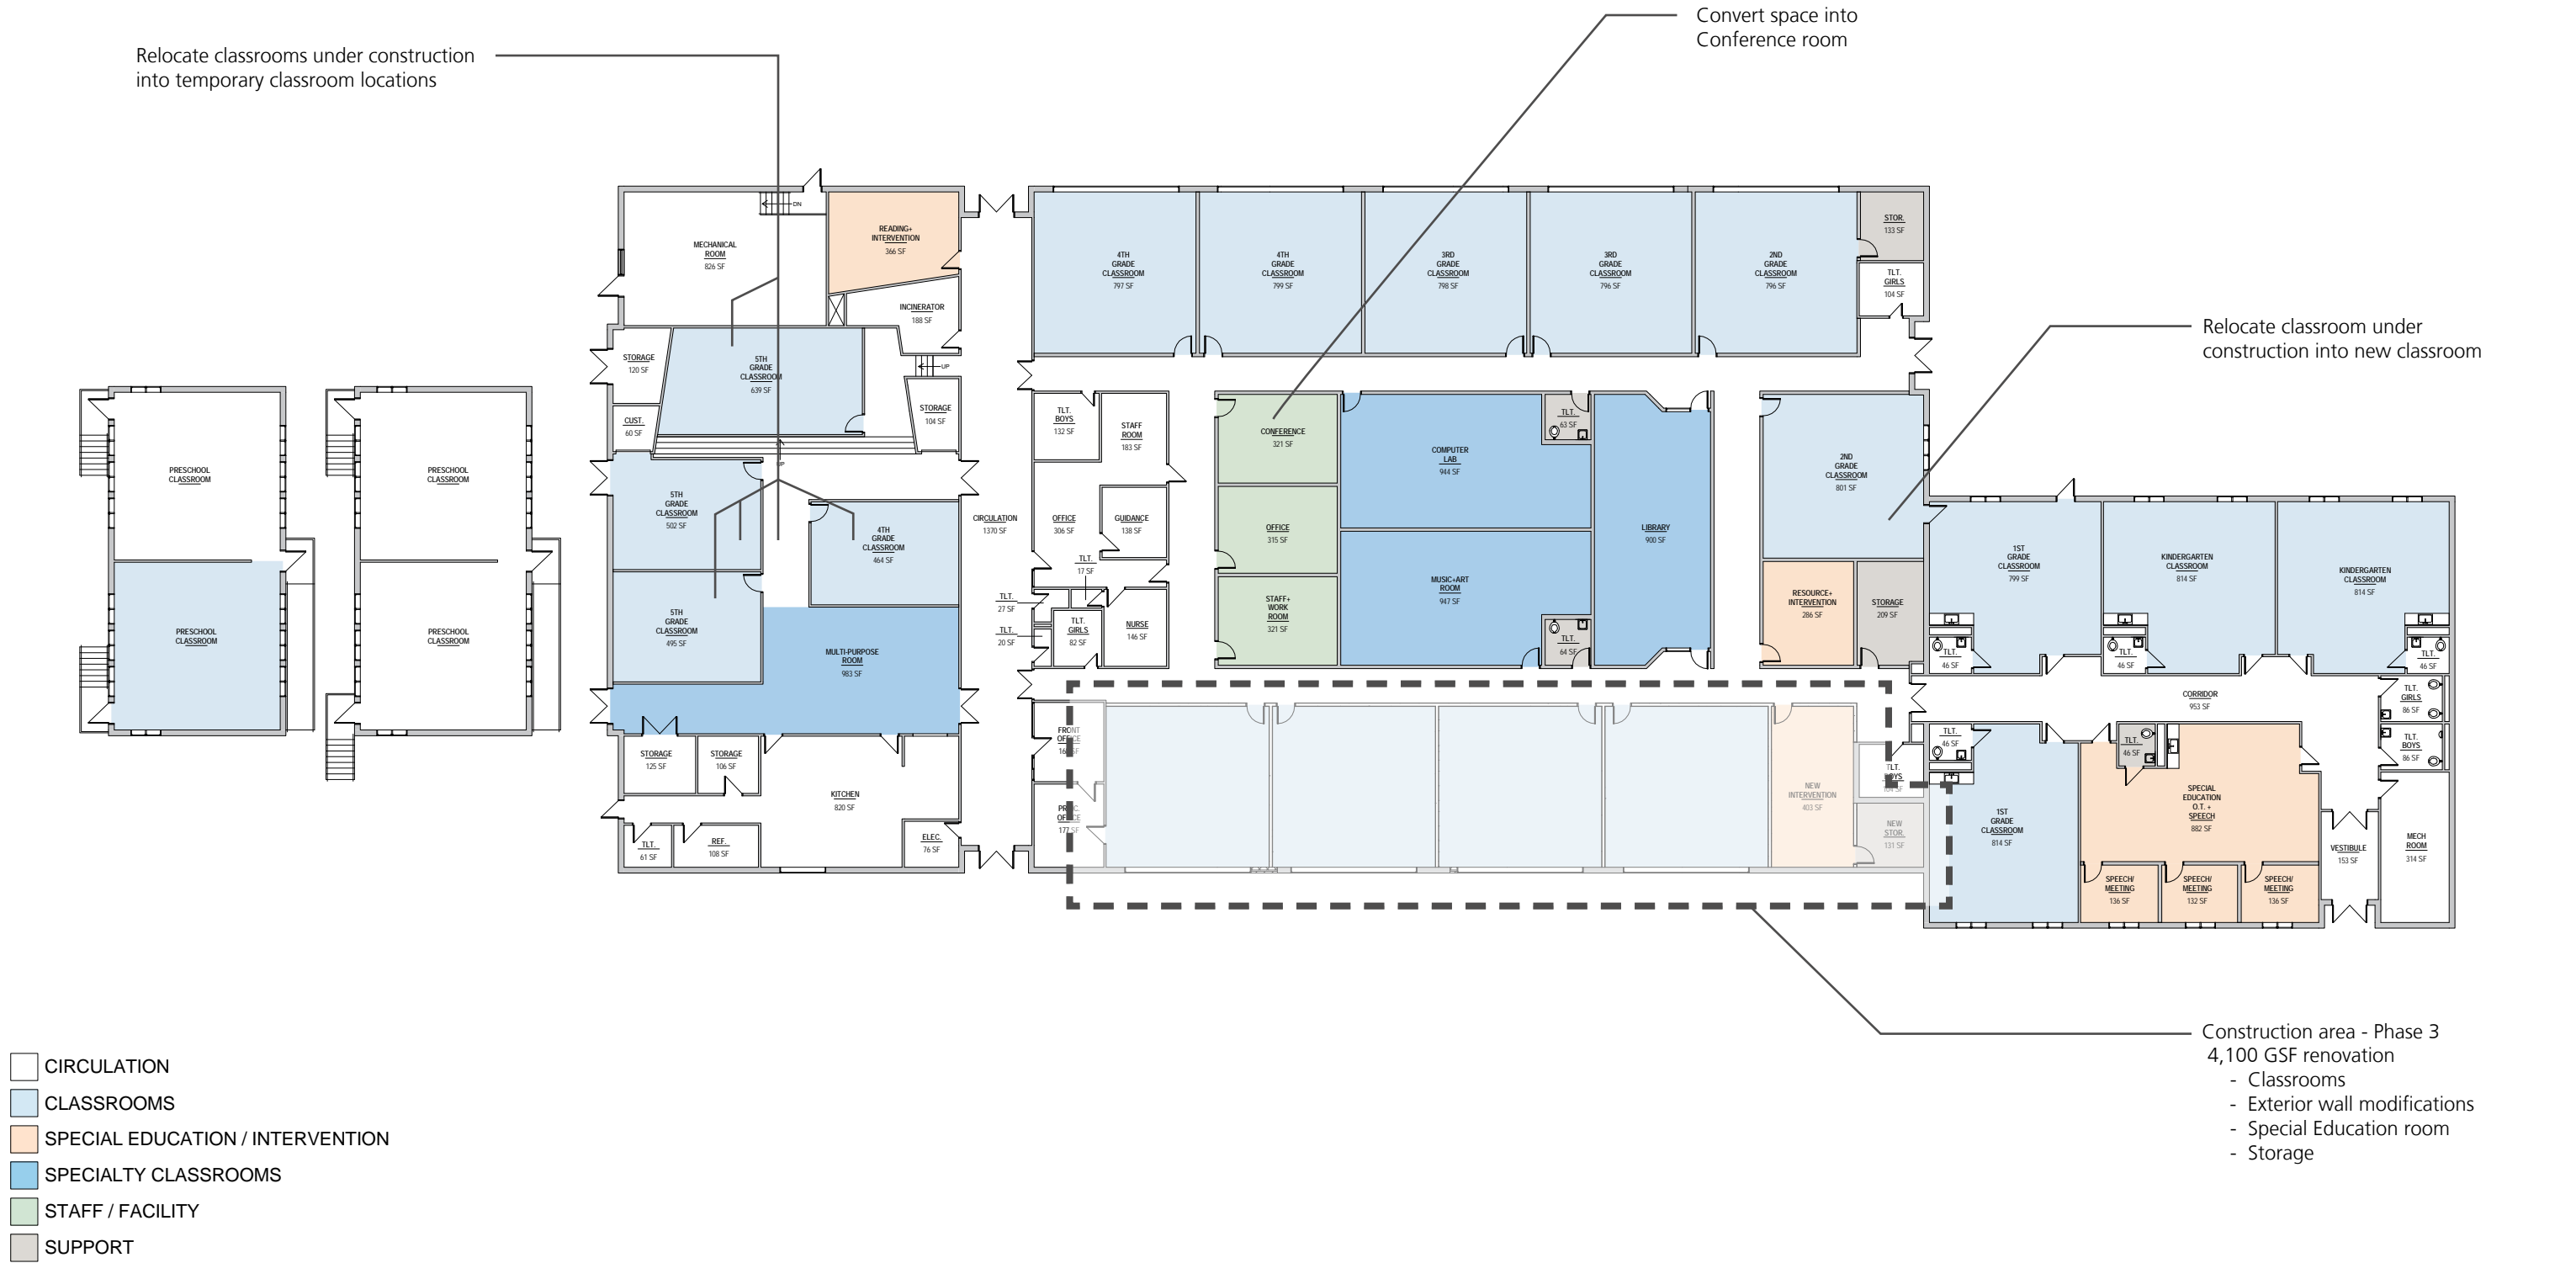 Convert space into
Conference room
Relocate classrooms under construction
into temporary classroom locations
Relocate classroom under
construction into new classroom
MECHANICAL
ROOM
826 SF
DN
READING+
INTERVENTION
366 SF
INCINERATOR
188 SF
STORAGE
120 SF
5TH
GRADE
CLASSROOM
639 SF
UP
CUST.
60 SF
STORAGE
104 SF
UP
5TH
GRADE
CLASSROOM
502 SF
4TH
GRADE
CLASSROOM
464 SF
5TH
GRADE
CLASSROOM
495 SF
MULTI-PURPOSE
ROOM
983 SF
STORAGE
125 SF
STORAGE
106 SF
KITCHEN
820 SF
TLT.
61 SF
REF.
108 SF
ELEC.
76 SF
PRESCHOOL
CLASSROOM
PRESCHOOL
CLASSROOM
PRESCHOOL
CLASSROOM
PRESCHOOL
CLASSROOM
4TH
GRADE
CLASSROOM
797 SF
4TH
GRADE
CLASSROOM
799 SF
3RD
GRADE
CLASSROOM
798 SF
3RD
GRADE
CLASSROOM
796 SF
2ND
GRADE
CLASSROOM
796 SF
STOR.
133 SF
TLT.
GIRLS
104 SF
CIRCULATION
1370 SF
TLT.
BOYS
132 SF
STAFF
ROOM
183 SF
OFFICE
306 SF
GUIDANCE
138 SF
TLT.
17 SF
TLT.
27 SF
TLT.
20 SF
TLT.
GIRLS
82 SF
NURSE
146 SF
CONFERENCE
321 SF
OFFICE
315 SF
STAFF+
WORK
ROOM
321 SF
COMPUTER
LAB
944 SF
TLT.
63 SF
MUSIC+ART
ROOM
947 SF
TLT.
64 SF
LIBRARY
900 SF
2ND
GRADE
CLASSROOM
801 SF
RESOURCE+
INTERVENTION
286 SF
STORAGE
209 SF
FRONT
OFFICE
SF
OFFICE
177 SF
NEW
INTERVENTION
403 SF
TLT.
BOYS
SF
NEW
STOR.
131 SF
1ST
GRADE
CLASSROOM
799 SF
KINDERGARTEN
CLASSROOM
814 SF
KINDERGARTEN
CLASSROOM
814 SF
TLT.
46 SF
TLT.
46 SF
TLT.
46 SF
CORRIDOR
953 SF
TLT.
GIRLS
86 SF
TLT.
BOYS
86 SF
TLT.
46 SF
TLT.
46 SF
1ST
GRADE
CLASSROOM
814 SF
SPECIAL
EDUCATION
O.T. +
SPEECH
882 SF
SPEECH/
MEETING
136 SF
SPEECH/
MEETING
132 SF
SPEECH/
MEETING
136 SF
VESTIBULE
153 SF
MECH
ROOM
314 SF
Construction area - Phase 3
4,100 GSF renovation
- Classrooms
- Exterior wall modifications
- Special Education room
- Storage
CIRCULATION
CLASSROOMS
SPECIAL EDUCATION / INTERVENTION
SPECIALTY CLASSROOMS
STAFF / FACILITY
SUPPORT